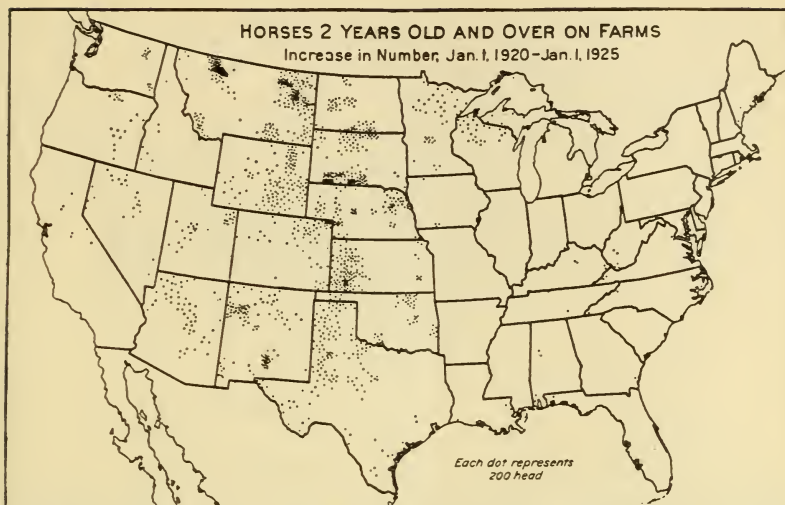 HORSES 2 YEARS OLD AND OVER ON FARMS
Increase in Number, Jan. 1, 1920–Jan. 1, 1925
Each dot represents
200 head